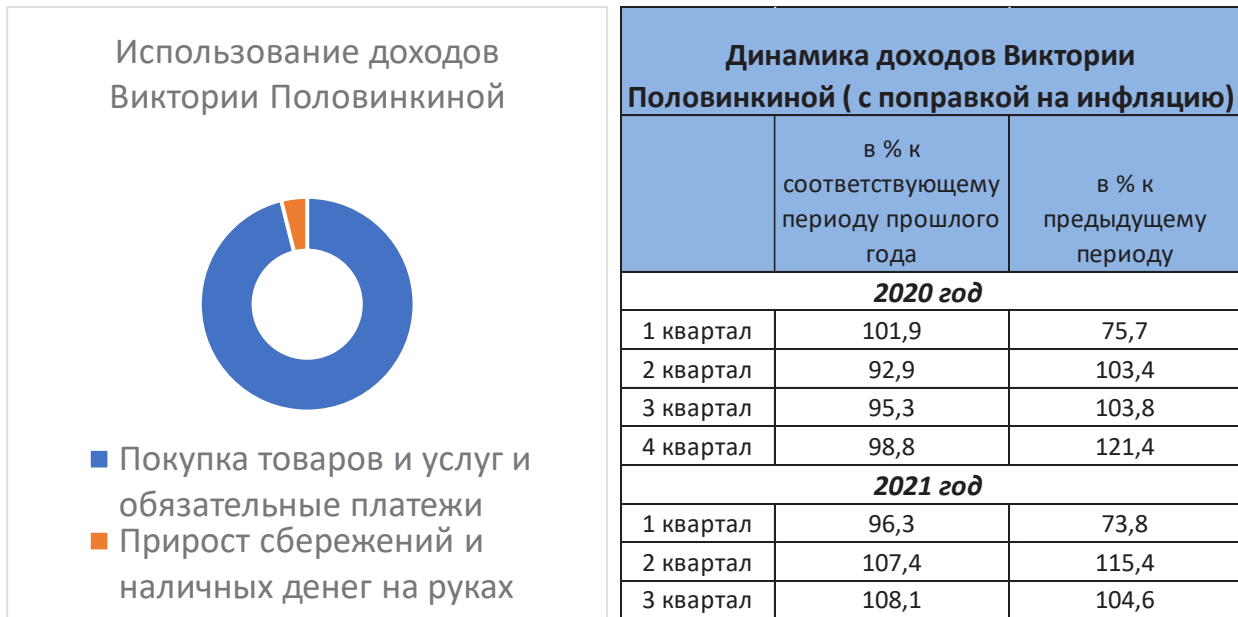 Использование доходов
Виктории Половинкиной
■ Покупка товаров и услуг и
обязательные платежи
■ Прирост сбережений и
наличных денег на руках
Динамика доходов Виктории
Половинкиной ( с поправкой на инфляцию)
в % к
соответствующему
периоду прошлого
года
в % к
предыдущему
периоду
2020 год
1 квартал 101,9 75,7
2 квартал 92,9 103,4
3 квартал 95,3 103,8
4 квартал 98,8 121,4
2021 год
1 квартал 96,3 73,8
2 квартал 107,4 115,4
3 квартал 108,1 104,6